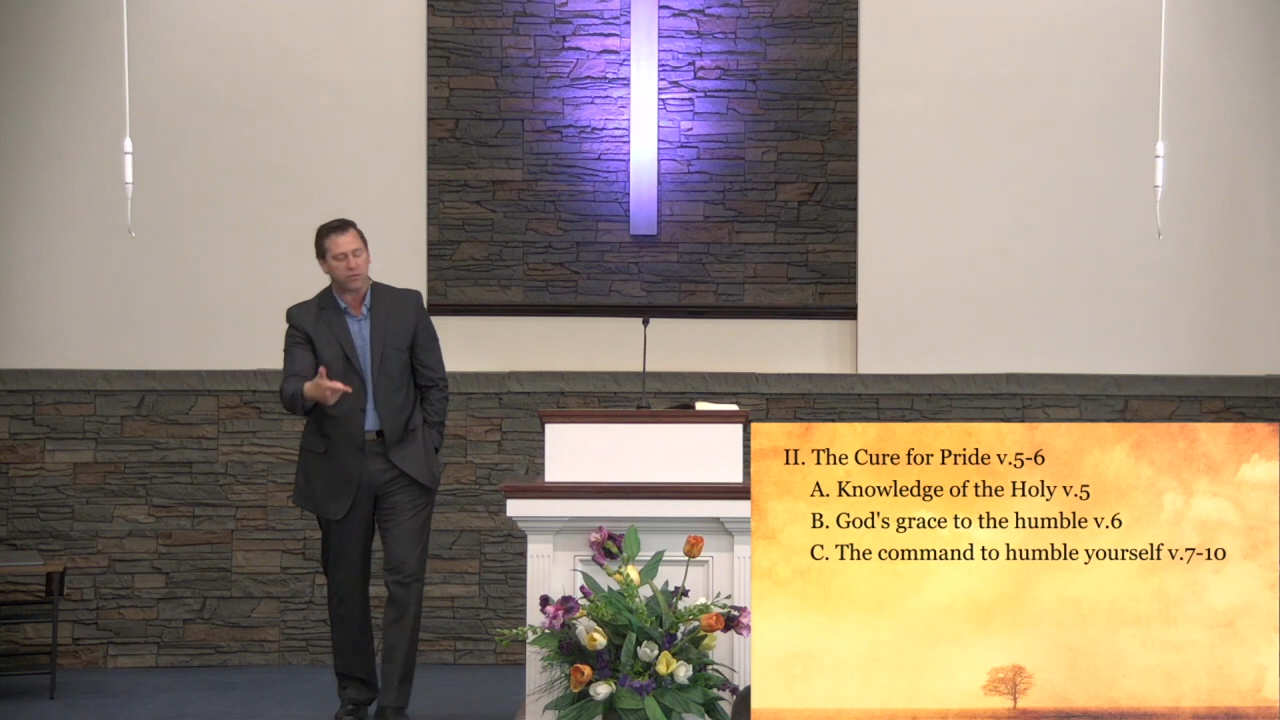 II. The Cure for Pride v.5-6
A. Knowledge of the Holy v.5
B. God's grace to the humble v.6
C. The command to humble yourself v.7-10